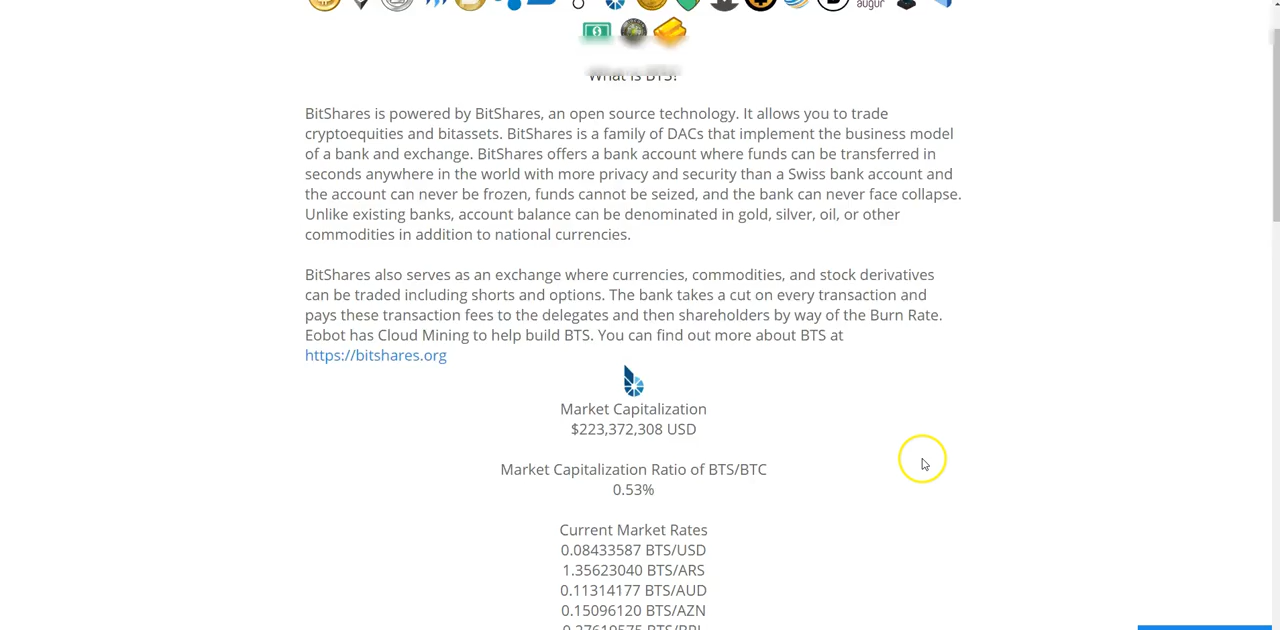 augur
What is BTS?
BitShares is powered by BitShares, an open source technology. It allows you to trade
cryptoequities and bitassets. BitShares is a family of DACs that implement the business model
of a bank and exchange. BitShares offers a bank account where funds can be transferred in
seconds anywhere in the world with more privacy and security than a Swiss bank account and
the account can never be frozen, funds cannot be seized, and the bank can never face collapse.
Unlike existing banks, account balance can be denominated in gold, silver, oil, or other
commodities in addition to national currencies.
BitShares also serves as an exchange where currencies, commodities, and stock derivatives
can be traded including shorts and options. The bank takes a cut on every transaction and
pays these transaction fees to the delegates and then shareholders by way of the Burn Rate.
Eobot has Cloud Mining to help build BTS. You can find out more about BTS at
https://bitshares.org
Market Capitalization
$223,372,308 USD
Market Capitalization Ratio of BTS/BTC
0.53%
Current Market Rates
0.08433587 BTS/USD
1.35623040 BTS/ARS
0.11314177 BTS/AUD
0.15096120 BTS/AZN